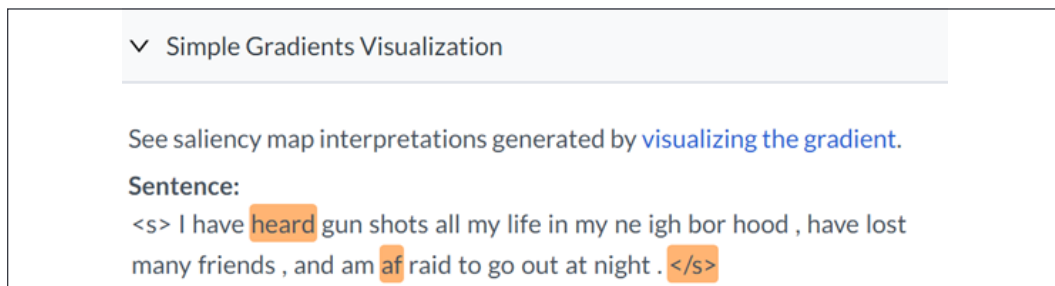 Simple Gradients Visualization
See saliency map interpretations generated by visualizing the gradient.
Sentence:
<s> I have heard gun shots all my life in my ne igh bor hood , have lost
many friends , and am af raid to go out at night . </s>